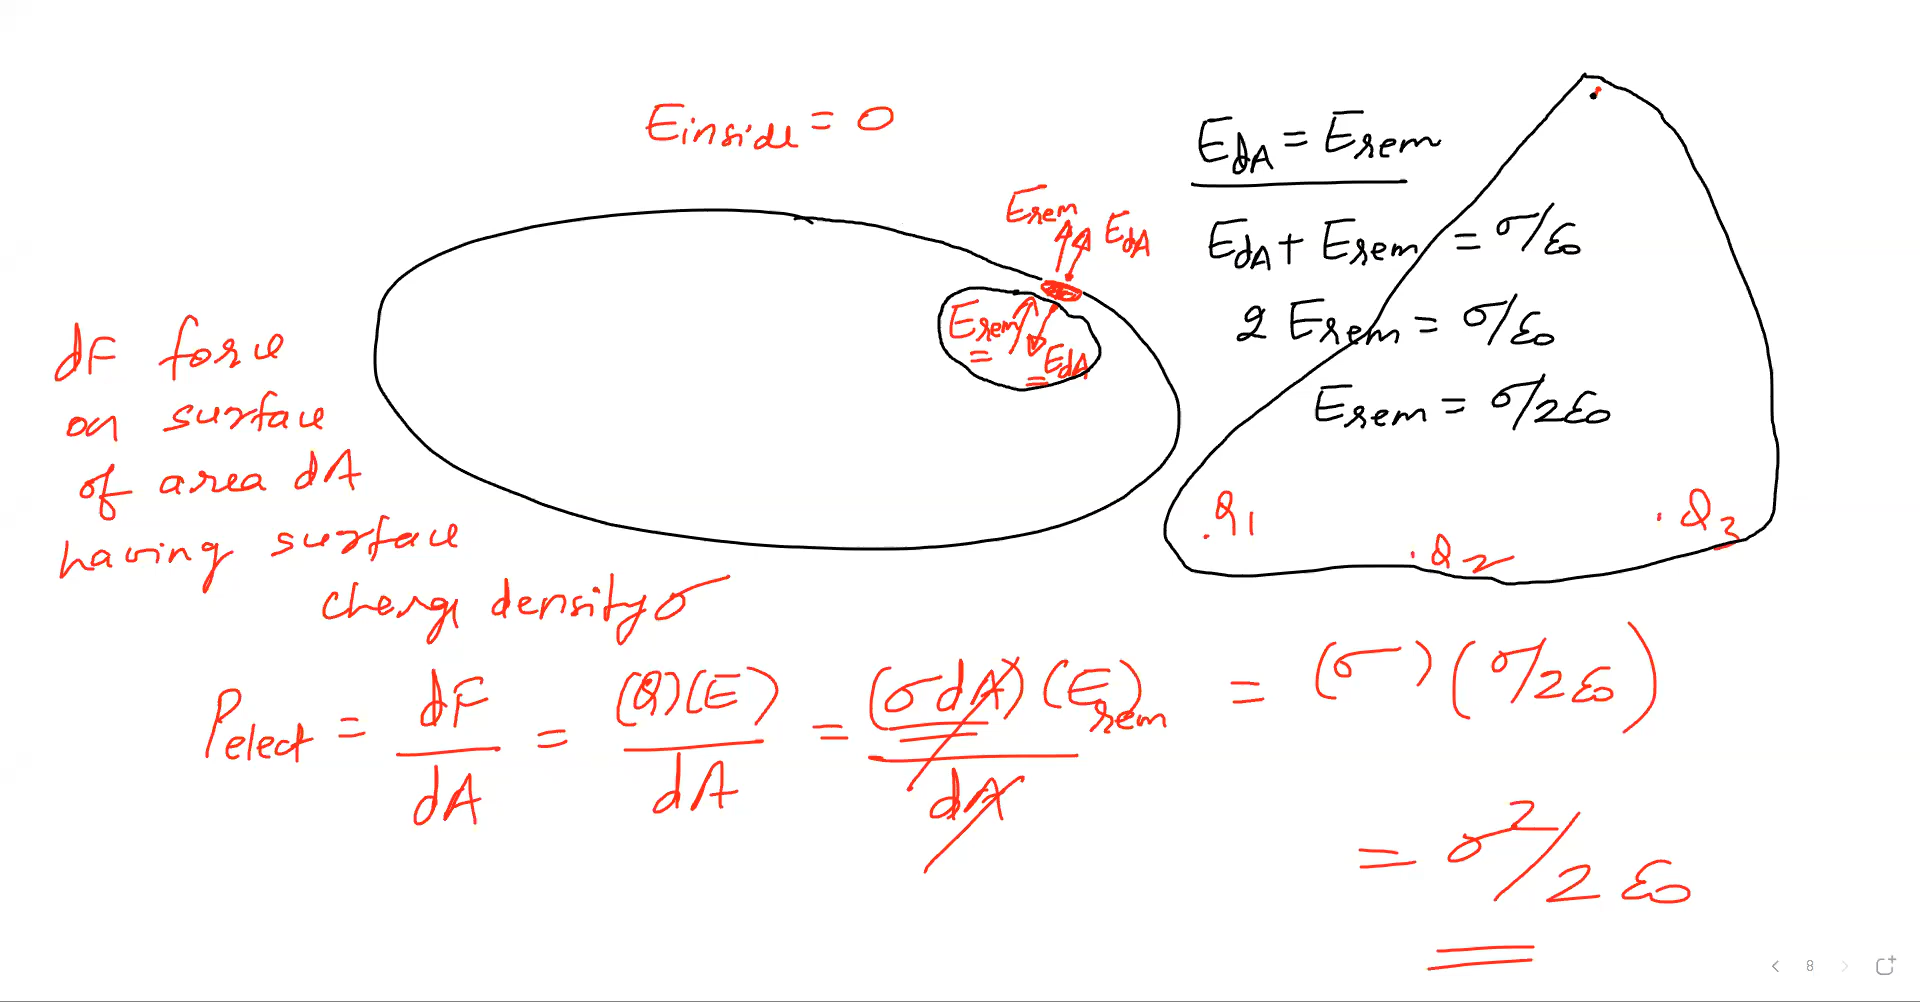 Einside = 0
Erem EdA
Erem
=
= EdA
EdA = Erem
EdA + Erem = σ/ε0
2 Erem = σ/ε0
Erem = σ/2ε0
.Q1
.Q2
.Q3
dF force
on surface
of area dA
having surface
charge density σ
Pelect = dF/dA = (Q)(E)/dA = (σdA)(Erem)/dA = (σ)(σ/2ε0)
= σ²/2ε0
< 8 >